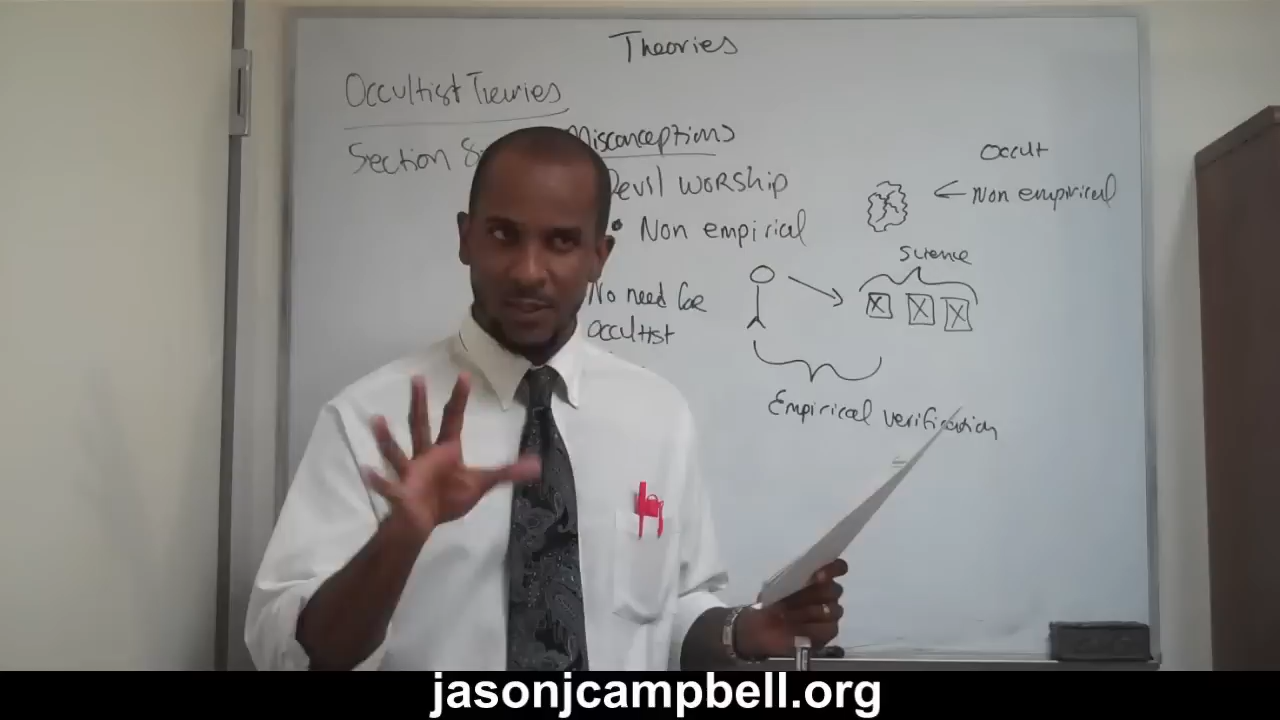 Theories
Occultist Theories
Section
Misconceptions
Devil worship
• Non empirical
No need for
occultist
Occut
Non empirical
Science
Empirical verification
jasonjcampbell.org